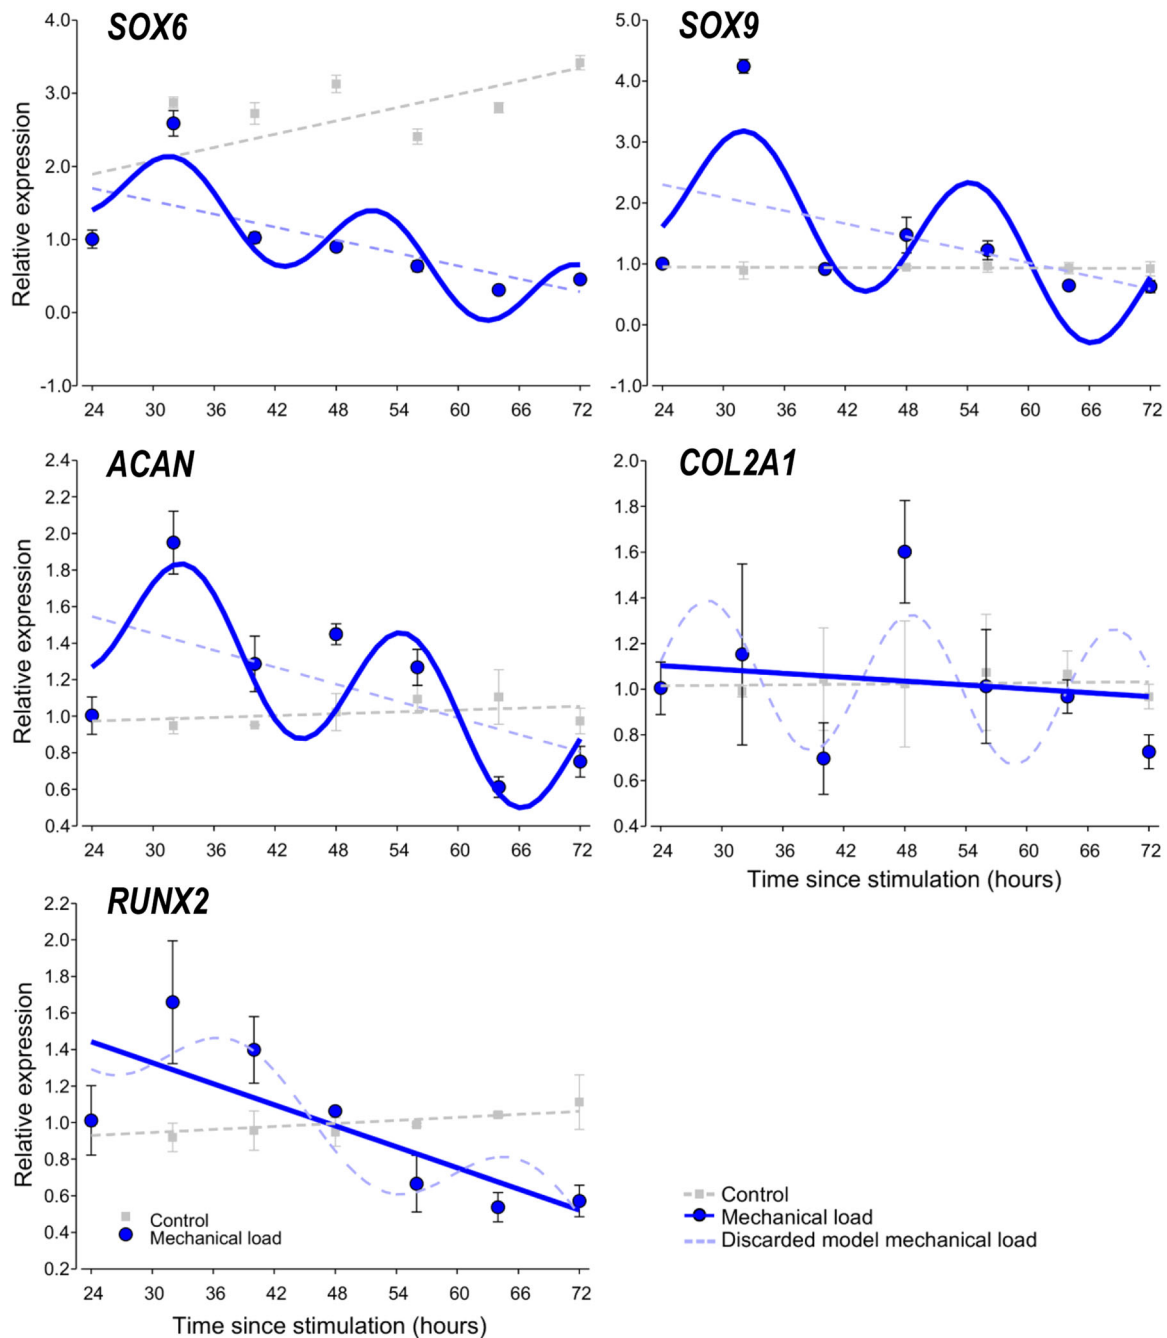 SOX6
Relative expression
4.0
3.0
2.0
1.0
0.0
-1.0
24 30 36 42 48 54 60 66 72
SOX9
5.0
4.0
3.0
2.0
1.0
0.0
-1.0
24 30 36 42 48 54 60 66 72
ACAN
Relative expression
2.4
2.2
2.0
1.8
1.6
1.4
1.2
1.0
0.8
0.6
0.4
24 30 36 42 48 54 60 66 72
COL2A1
2.0
1.8
1.6
1.4
1.2
1.0
0.8
0.6
0.4
24 30 36 42 48 54 60 66 72
Time since stimulation (hours)
RUNX2
Relative expression
2.2
2.0
1.8
1.6
1.4
1.2
1.0
0.8
0.6
0.4
0.2
Control
Mechanical load
24 30 36 42 48 54 60 66 72
Time since stimulation (hours)
Control
Mechanical load
Discarded model mechanical load